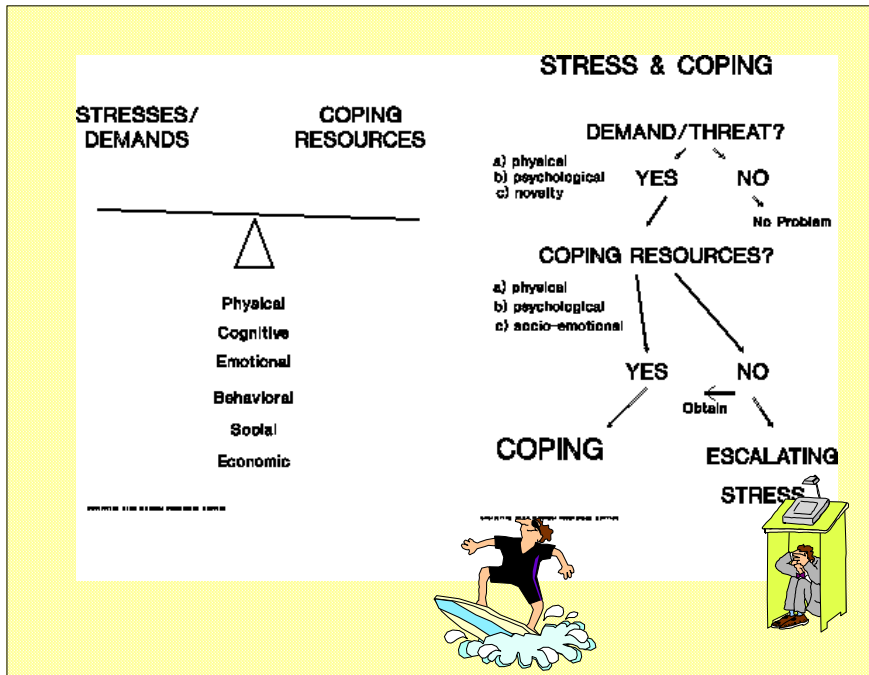 STRESSES/
DEMANDS
COPING
RESOURCES
Physical
Cognitive
Emotional
Behavioral
Social
Economic
STRESS & COPING
DEMAND/THREAT?
a) physical
b) psychological
c) novelty
YES
NO
No Problem
COPING RESOURCES?
a) physical
b) psychological
c) socio-emotional
YES
NO
Obtain
COPING
ESCALATING
STRESS